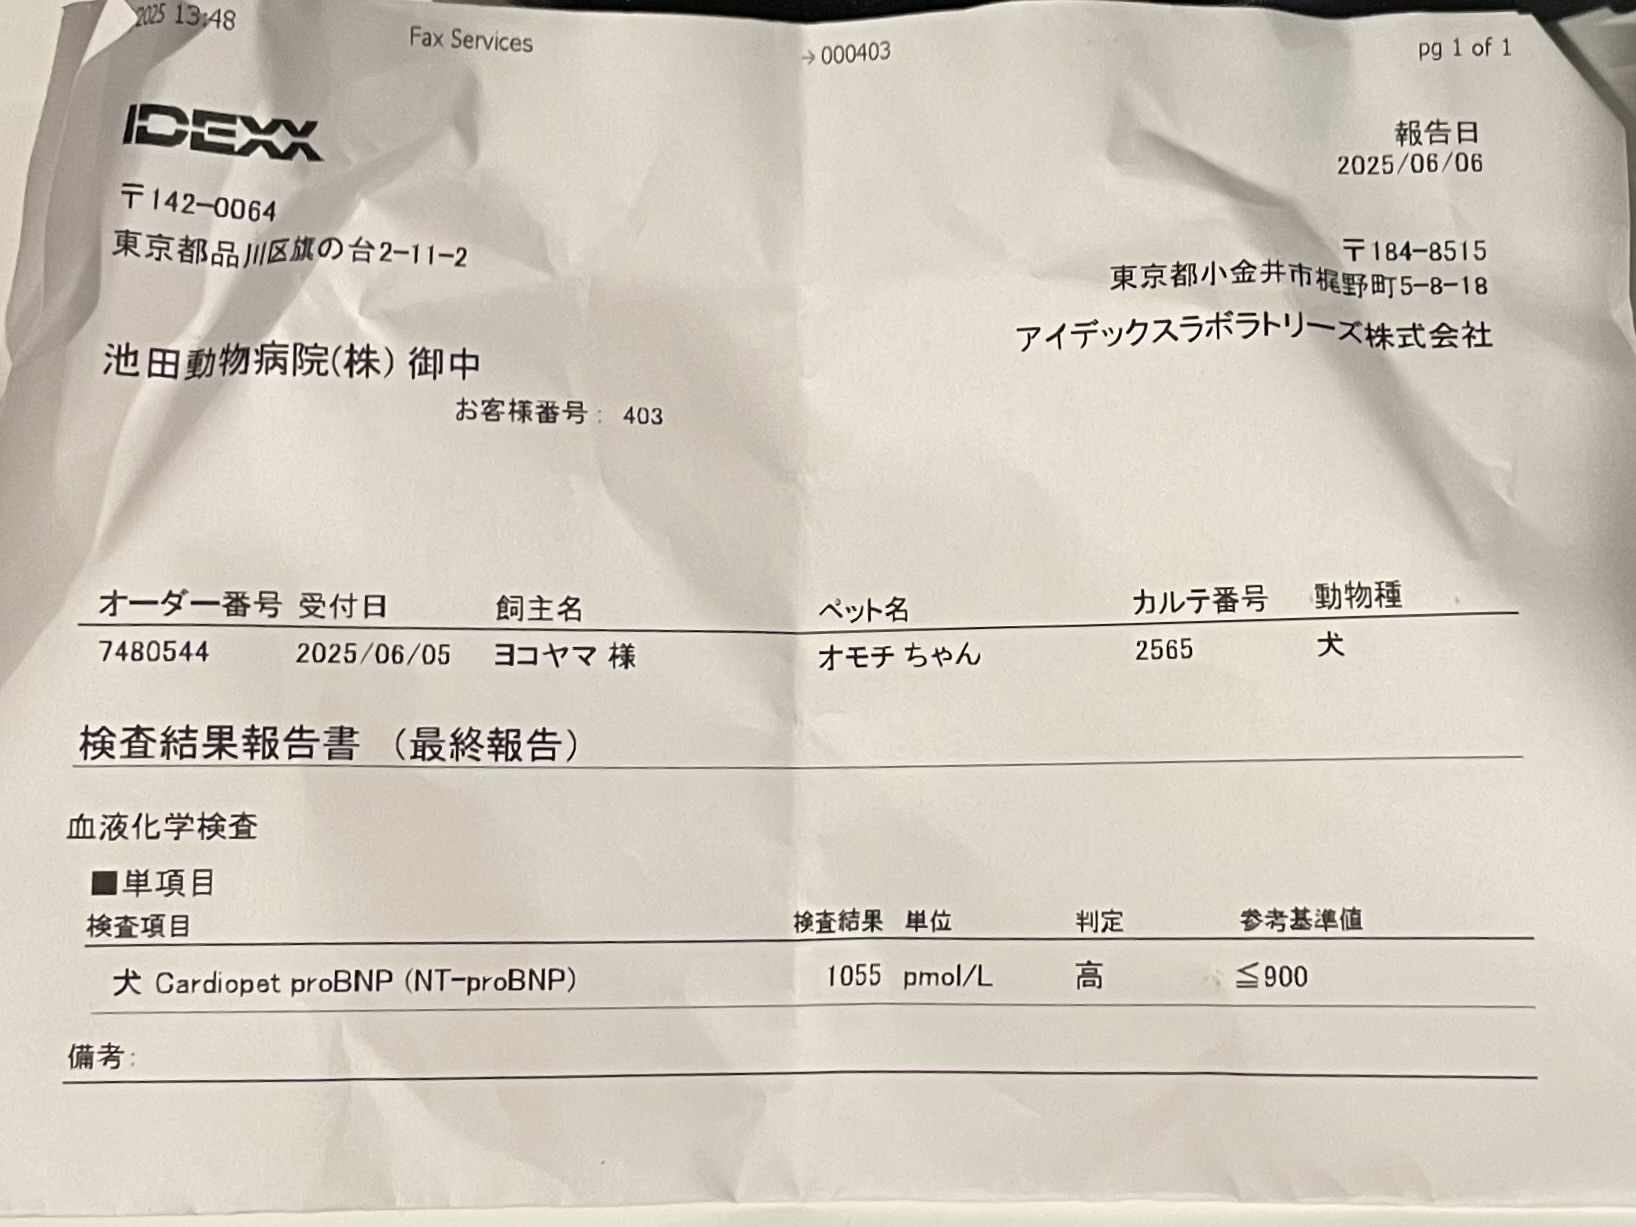 2025 13:48 Fax Services →000403 pg 1 of 1
IDEXX
報告日
2025/06/06
〒142-0064
東京都品川区旗の台2-11-2
〒184-8515
東京都小金井市梶野町5-8-18
アイデックスラボラトリーズ株式会社
池田動物病院(株) 御中
お客様番号: 403
オーダー番号 受付日 飼主名 ペット名 カルテ番号 動物種
7480544 2025/06/05 ヨコヤマ 様 オモチ ちゃん 2565 犬
検査結果報告書 (最終報告)
血液化学検査
■単項目
検査項目 検査結果 単位 判定 参考基準値
犬 Cardiopet proBNP (NT-proBNP) 1055 pmol/L 高 ≦900
備考: